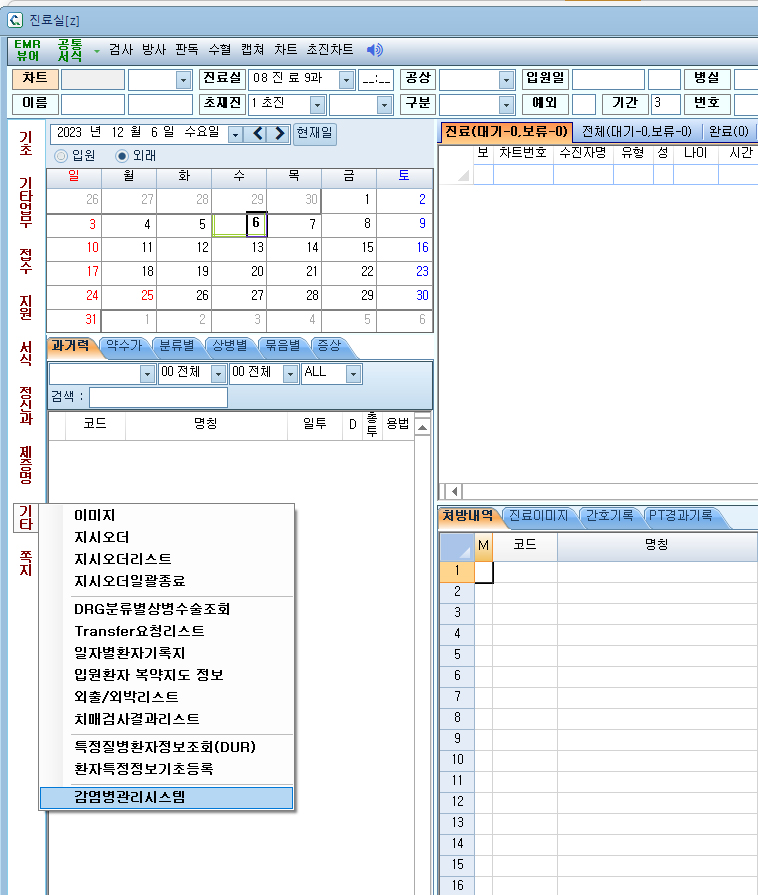 진료실[z]
EMR 뷰어 공통 서식 검사 방사 판독 수혈 캡쳐 차트 초진차트
차트 진료실 08 진 료 9과 __:__ 공상 입원일 병실
이름 초재진 1 초진 구분 예외 기간 3 번호
기초
기타업무
접수
지원
서식
정신과
제증명
기타
쪽지
2023 년 12 월 6 일 수요일 현재일
입원 외래
일 월 화 수 목 금 토
26 27 28 29 30 1 2
3 4 5 6 7 8 9
10 11 12 13 14 15 16
17 18 19 20 21 22 23
24 25 26 27 28 29 30
31 1 2 3 4 5 6
과거력 약수가 분류별 상병별 묶음별 증상
00 전체 00 전체 ALL
검색 :
코드 명칭 일투 D 총투 용법
이미지
지시오더
지시오더리스트
지시오더일괄종료
DRG분류별상병수술조회
Transfer요청리스트
일자별환자기록지
입원환자 복약지도 정보
외출/외박리스트
치매검사결과리스트
특정질병환자정보조회(DUR)
환자특정정보기초등록
감염병관리시스템
진료(대기-0,보류-0) 전체(대기-0,보류-0) 완료(0)
보 차트번호 수진자명 유형 성 나이 시간
처방내역 진료이미지 간호기록 PT경과기록
M 코드 명칭
1
2
3
4
5
6
7
8
9
10
11
12
13
14
15
16